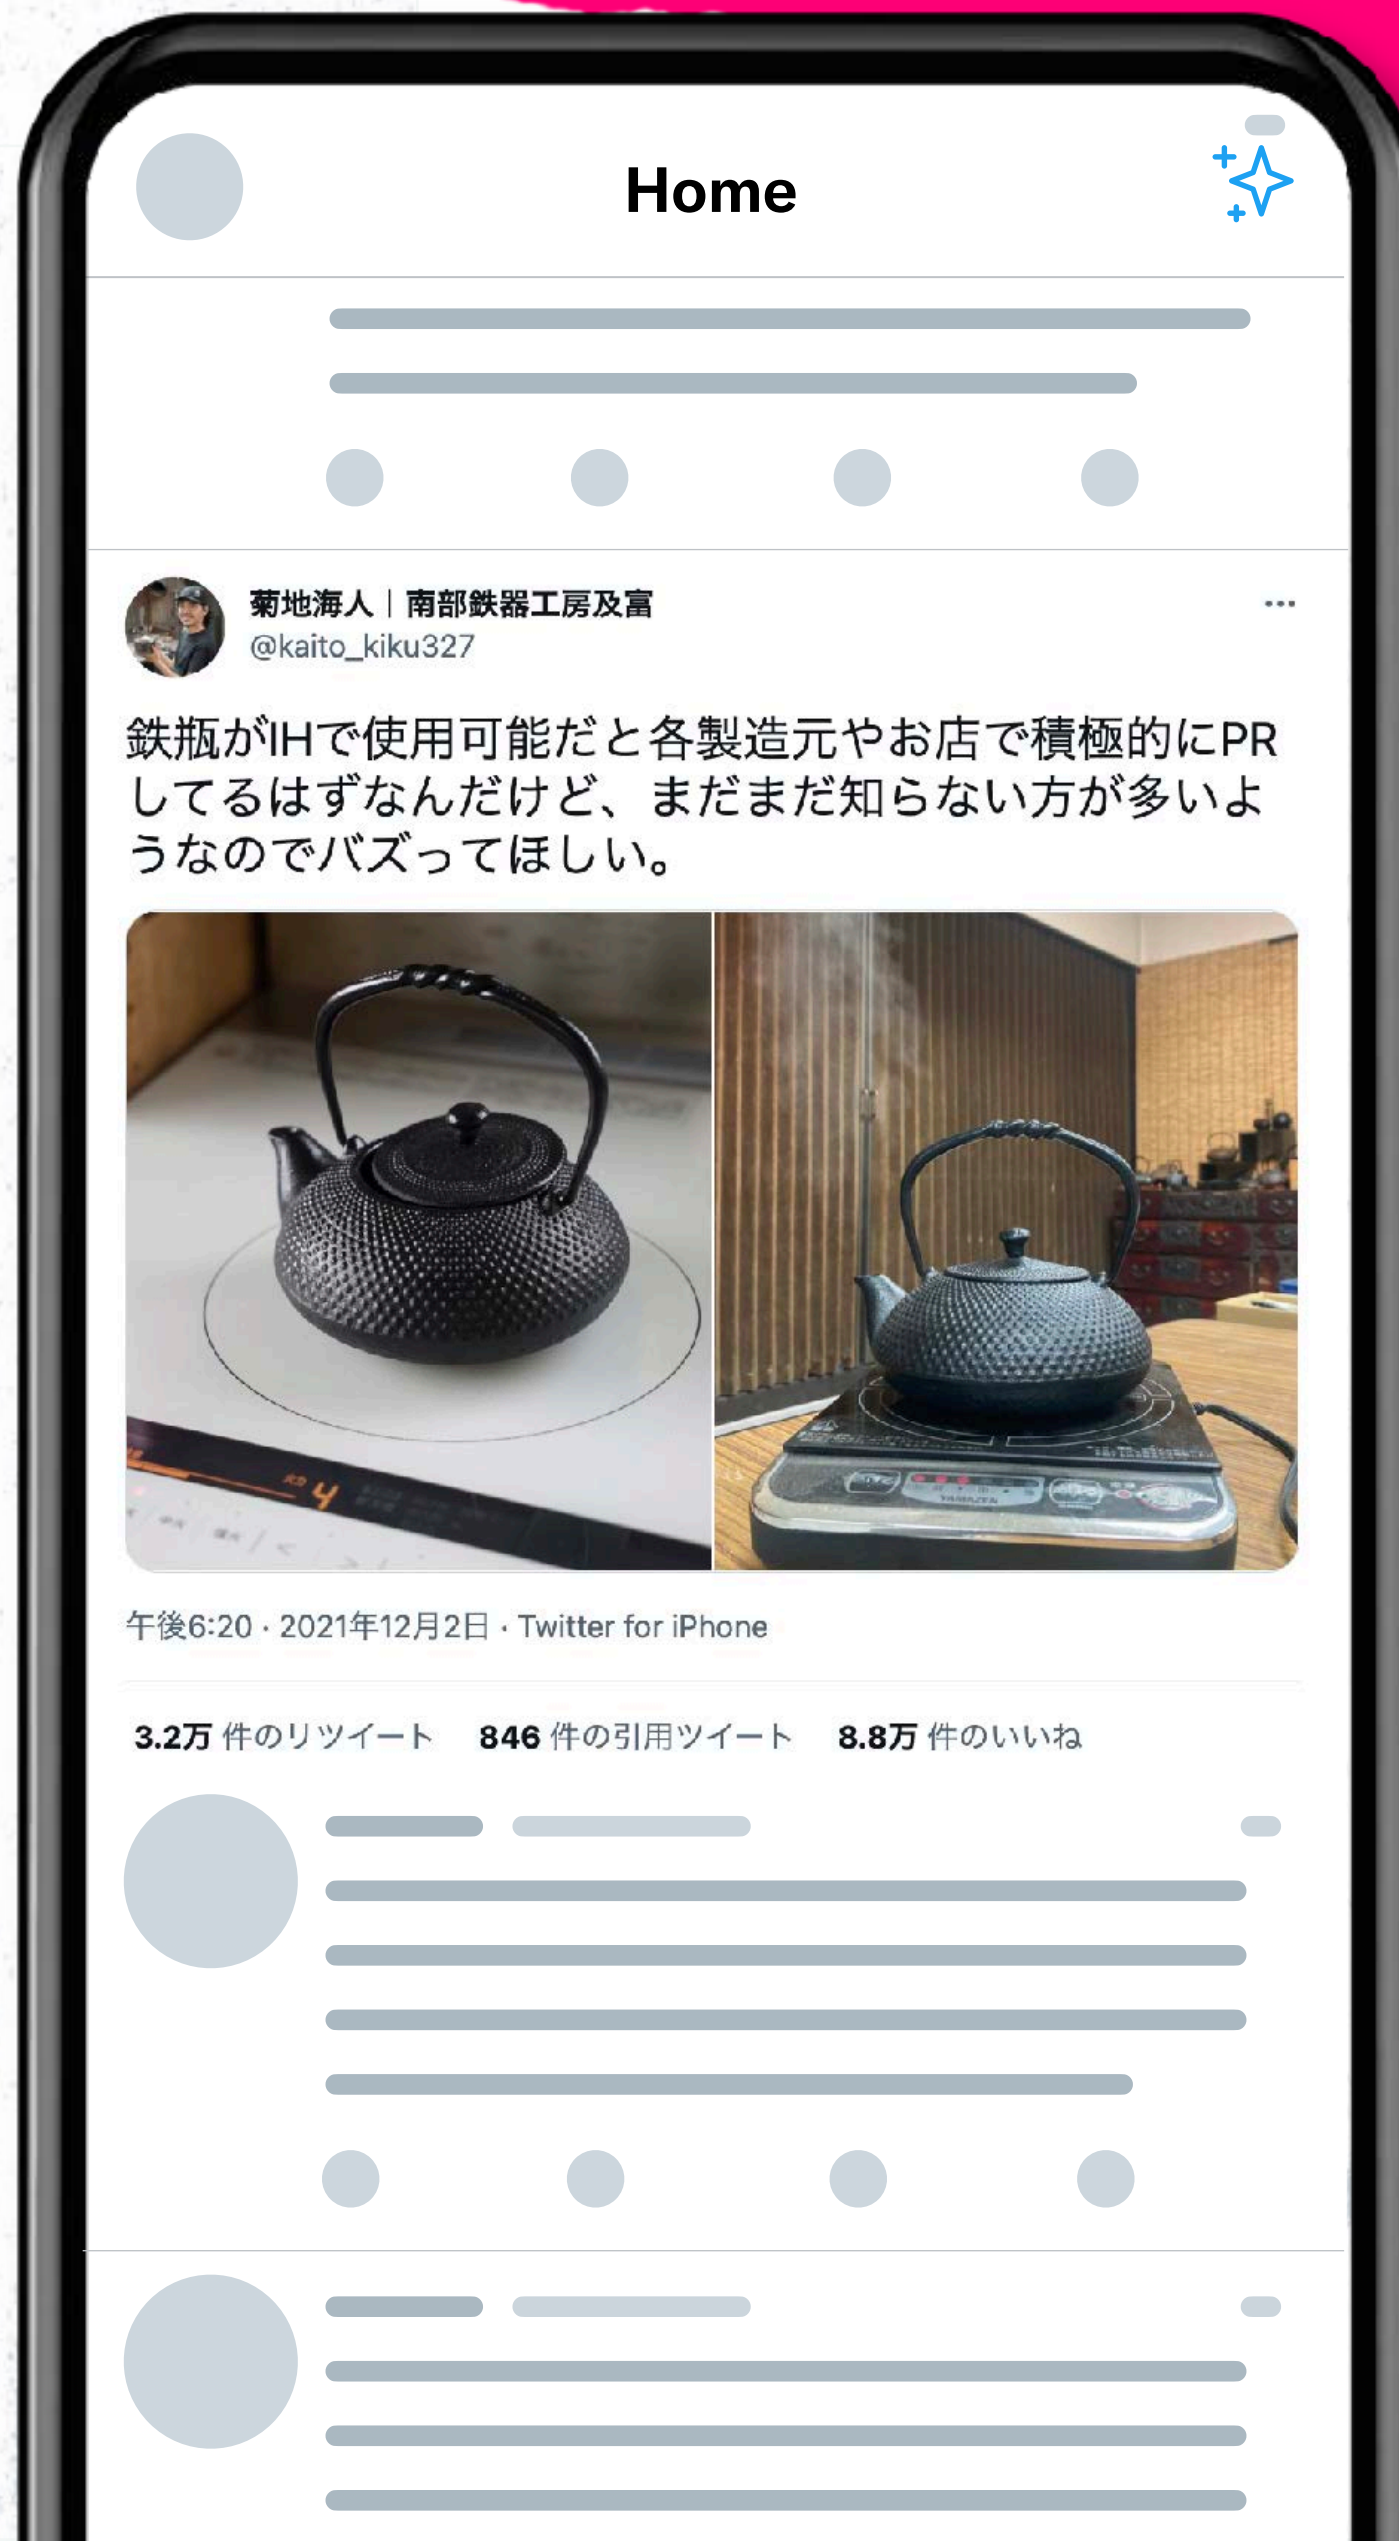 Home
菊地海人｜南部鉄器工房及富
@kaito_kiku327
鉄瓶がIHで使用可能だと各製造元やお店で積極的にPR
してるはずなんだけど、まだまだ知らない方が多いよ
うなのでバズってほしい。
4
YAMAZEN
午後6:20 · 2021年12月2日 · Twitter for iPhone
3.2万 件のリツイート 846 件の引用ツイート 8.8万 件のいいね